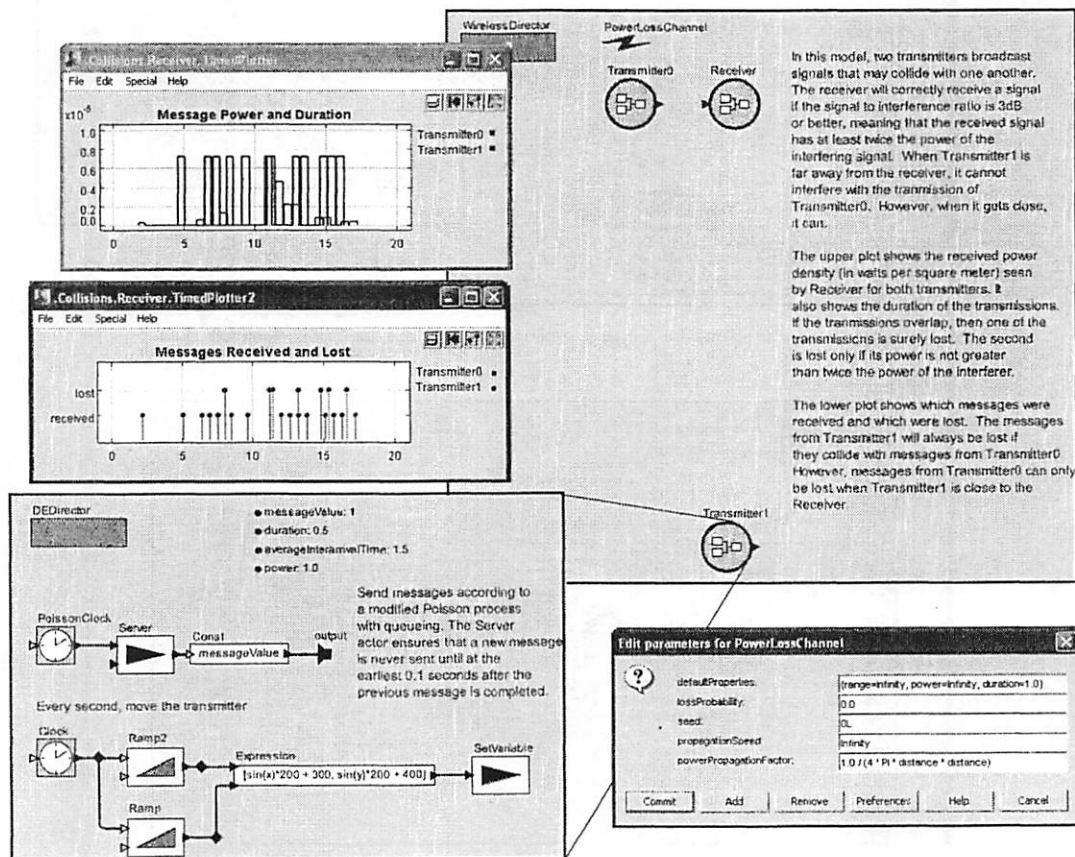 WirelessDirector
PowerLossChannel
Transmitter0
Receiver
In this model, two transmitters broadcast
signals that may collide with one another.
The receiver will correctly receive a signal
if the signal to interference ratio is 3dB
or better, meaning that the received signal
has at least twice the power of the
interfering signal. When Transmitter1 is
far away from the receiver, it cannot
interfere with the tranmission of
Transmitter0. However, when it gets close,
it can.
The upper plot shows the received power
density (in watts per square meter) seen
by Receiver for both transmitters. It
also shows the duration of the transmissions.
If the tranmissions overlap, then one of the
transmissions is surely lost. The second
is lost only if its power is not greater
than twice the power of the interferer.
The lower plot shows which messages were
received and which were lost. The messages
from Transmitter1 will always be lost if
they collide with messages from Transmitter0
However, messages from Transmitter0 can only
be lost when Transmitter1 is close to the
Receiver
Transmitter1
.Collisions.Receiver.TimedPlotter
File Edit Special Help
Message Power and Duration
Transmitter0
Transmitter1
1.0
0.8
0.6
0.4
0.2
0.0
0 5 10 15 20
.Collisions.Receiver.TimedPlotter2
File Edit Special Help
Messages Received and Lost
Transmitter0
Transmitter1
lost
received
0 5 10 15 20
DEDirector
messageValue: 1
duration: 0.5
averageInterarrivalTime: 1.5
power: 1.0
Send messages according to
a modified Poisson process
with queueing. The Server
actor ensures that a new message
is never sent until at the
earliest 0.1 seconds after the
previous message is completed.
PoissonClock
Server
Const
messageValue
output
Every second, move the transmitter
Clock
Ramp2
Ramp
Expression
[sin(x)*200 + 300, sin(y)*200 + 400]
SetVariable
Edit parameters for PowerLossChannel
defaultProperties: {range=Infinity, power=Infinity, duration=1.0}
lossProbability: 0.0
seed: 0L
propagationSpeed Infinity
powerPropagationFactor: 1.0 / (4 * PI * distance * distance)
Commit Add Remove Preferences Help Cancel